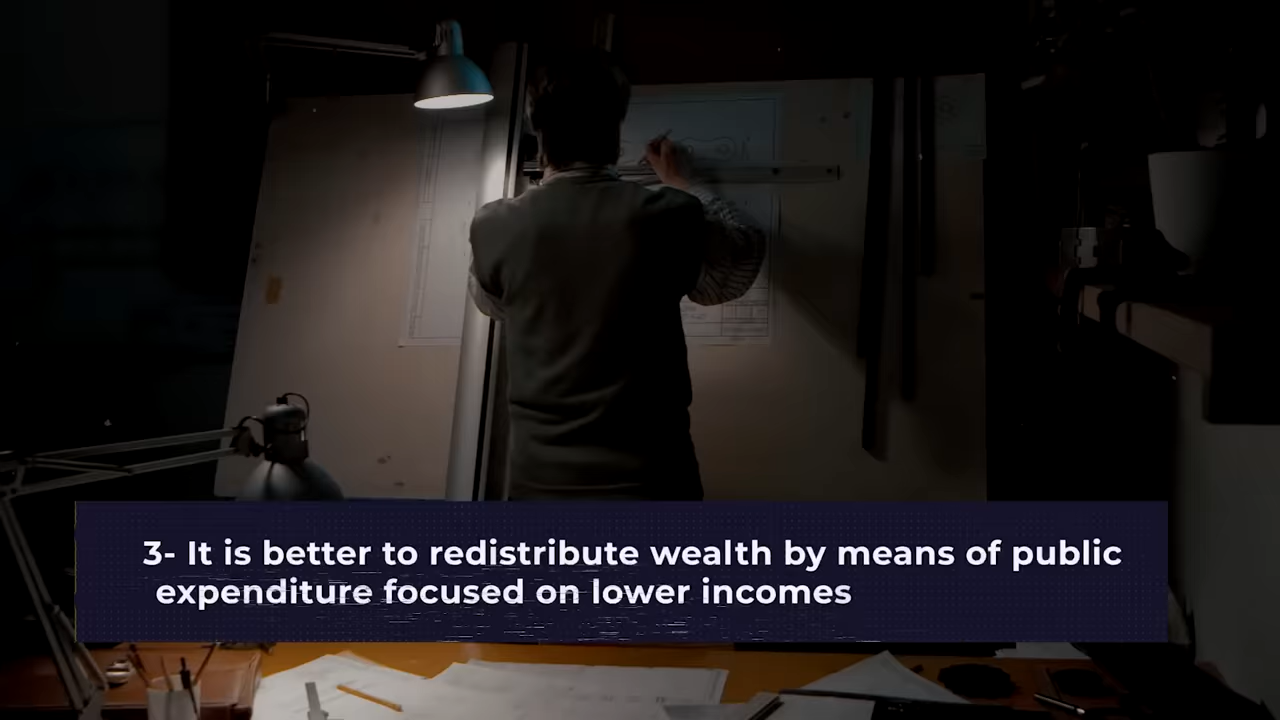 3- It is better to redistribute wealth by means of public
expenditure focused on lower incomes